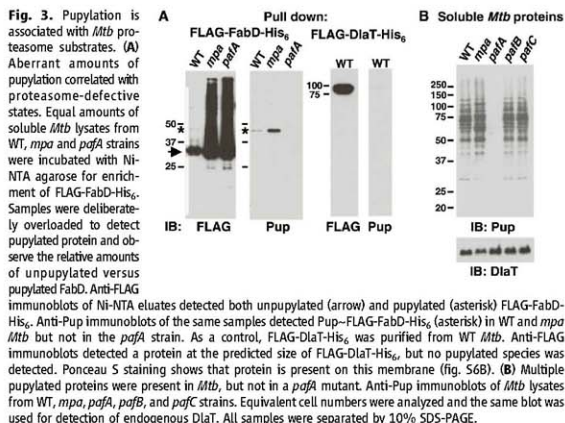 Fig. 3. Pupylation is
associated with Mtb pro-
teasome substrates. (A)
Aberrant amounts of
pupylation correlated with
proteasome-defective
states. Equal amounts of
soluble Mtb lysates from
WT, mpa and pafA strains
were incubated with Ni-
NTA agarose for enrich-
ment of FLAG-FabD-His6.
Samples were deliberate-
ly overloaded to detect
pupylated protein and ob-
serve the relative amounts
of unpupylated versus
pupylated FabD. Anti-FLAG
immunoblots of Ni-NTA eluates detected both unpupylated (arrow) and pupylated (asterisk) FLAG-FabD-
His6. Anti-Pup immunoblots of the same samples detected Pup~FLAG-FabD-His6 (asterisk) in WT and mpa
Mtb but not in the pafA strain. As a control, FLAG-DlaT-His6 was purified from WT Mtb. Anti-FLAG
immunoblots detected a protein at the predicted size of FLAG-DlaT-His6, but no pupylated species was
detected. Ponceau S staining shows that protein is present on this membrane (fig. S6B). (B) Multiple
pupylated proteins were present in Mtb, but not in a pafA mutant. Anti-Pup immunoblots of Mtb lysates
from WT, mpa, pafA, pafB, and pafC strains. Equivalent cell numbers were analyzed and the same blot was
used for detection of endogenous DlaT. All samples were separated by 10% SDS-PAGE.
A
Pull down:
FLAG-FabD-His6 FLAG-DlaT-His6
WT mpa pafA WT mpa pafA WT WT
50
*
37
25
*
100
75
IB: FLAG Pup FLAG Pup
B Soluble Mtb proteins
WT mpa pafA pafB pafC
250
150
100
75
50
37
25
20
IB: Pup
IB: DlaT